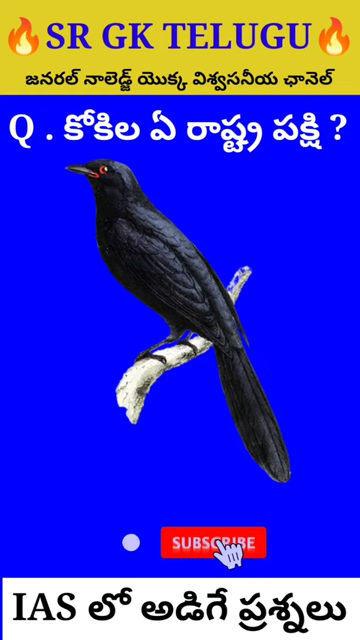 🔥SR GK TELUGU🔥
జనరల్ నాలెడ్జ్ యొక్క విశ్వసనీయ ఛానెల్
Q . కోకిల ఏ రాష్ట్ర పక్షి ?
SUBSCRIBE
IAS లో అడిగే ప్రశ్నలు